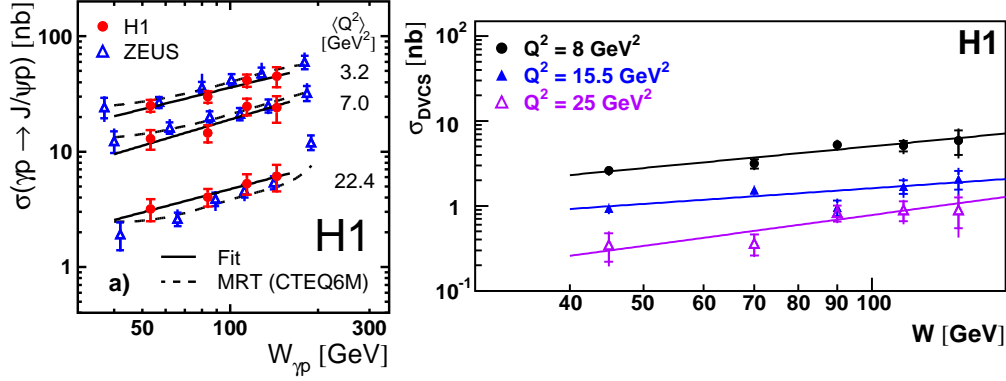 σ(γp → J/ψp) [nb]
10²
10
1
H1
ZEUS
⟨Q²⟩
[GeV²]
3.2
7.0
22.4
H1
Fit
MRT (CTEQ6M)
a)
50
100
300
W_γp [GeV]
σ_DVCS [nb]
10²
10
1
10⁻¹
H1
Q² = 8 GeV²
Q² = 15.5 GeV²
Q² = 25 GeV²
40
50
60
70
80
90
100
W [GeV]